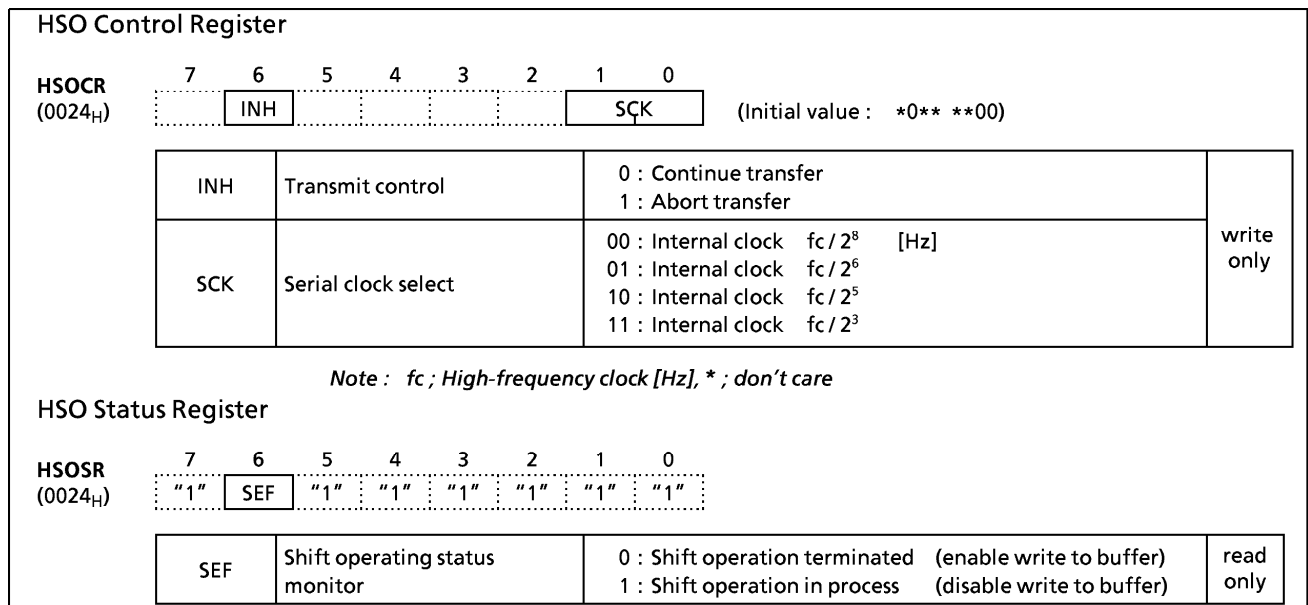 HSO Control Register
7 6 5 4 3 2 1 0
HSOCR
(0024H)
INH SCK (Initial value : *0** **00)
INH Transmit control 0 : Continue transfer
1 : Abort transfer
write only
SCK Serial clock select 00 : Internal clock fc / 2⁸ [Hz]
01 : Internal clock fc / 2⁶
10 : Internal clock fc / 2⁵
11 : Internal clock fc / 2³
Note : fc ; High-frequency clock [Hz], * ; don't care
HSO Status Register
7 6 5 4 3 2 1 0
HSOSR
(0024H)
"1" SEF "1" "1" "1" "1" "1" "1"
SEF Shift operating status monitor
0 : Shift operation terminated (enable write to buffer)
1 : Shift operation in process (disable write to buffer)
read only